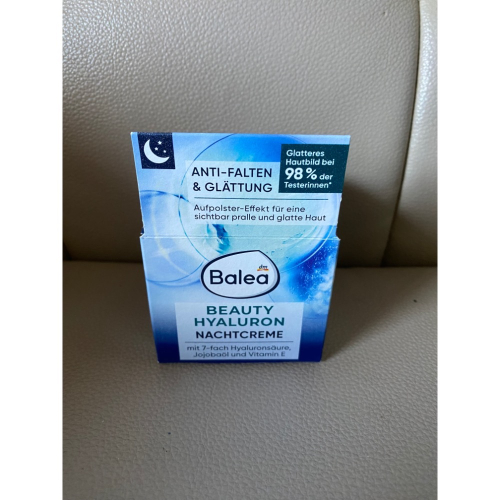 ANTI-FALTEN
& GLÄTTUNG
Glatteres
Hautbild bei
98 % der
Testerinnen*
Aufpolster-Effekt für eine
sichtbar pralle und glatte Haut
dm
Balea
BEAUTY
HYALURON
NACHTCREME
mit 7-fach Hyaluronsäure,
Jojobaöl und Vitamin E